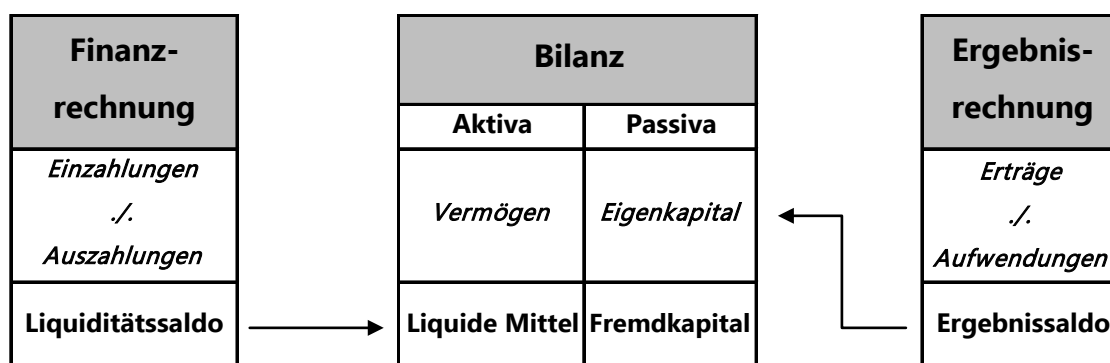 Finanz-
rechnung
Einzahlungen
./.
Auszahlungen
Liquiditätssaldo
Bilanz
Aktiva Passiva
Vermögen Eigenkapital
Liquide Mittel Fremdkapital
Ergebnis-
rechnung
Erträge
./.
Aufwendungen
Ergebnissaldo